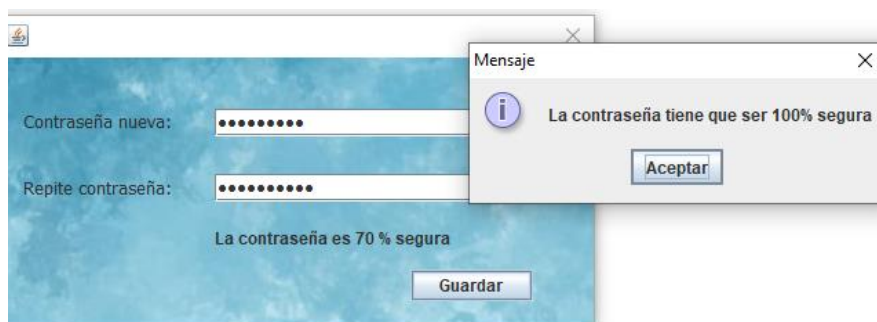 Mensaje
Contraseña nueva:
•••••••••
La contraseña tiene que ser 100% segura
Aceptar
Repite contraseña:
••••••••••
La contraseña es 70 % segura
Guardar